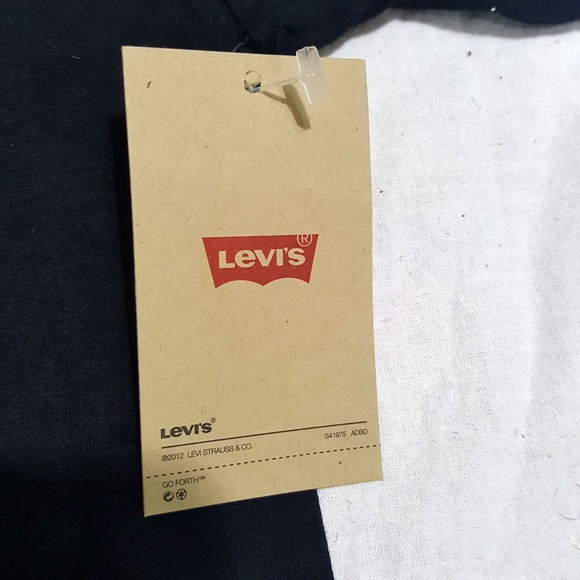 Levi's®
Levi's®
S41975 ADBD
©2012 LEVI STRAUSS & CO.
GO FORTH™